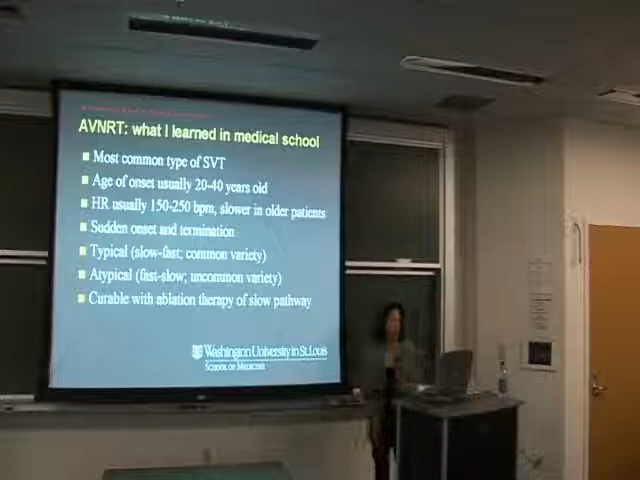 AVNRT: what I learned in medical school
Most common type of SVT
Age of onset usually 20-40 years old
HR usually 150-250 bpm, slower in older patients
Sudden onset and termination
Typical (slow-fast; common variety)
Atypical (fast-slow; uncommon variety)
Curable with ablation therapy of slow pathway
Washington University in St. Louis
SCHOOL OF MEDICINE